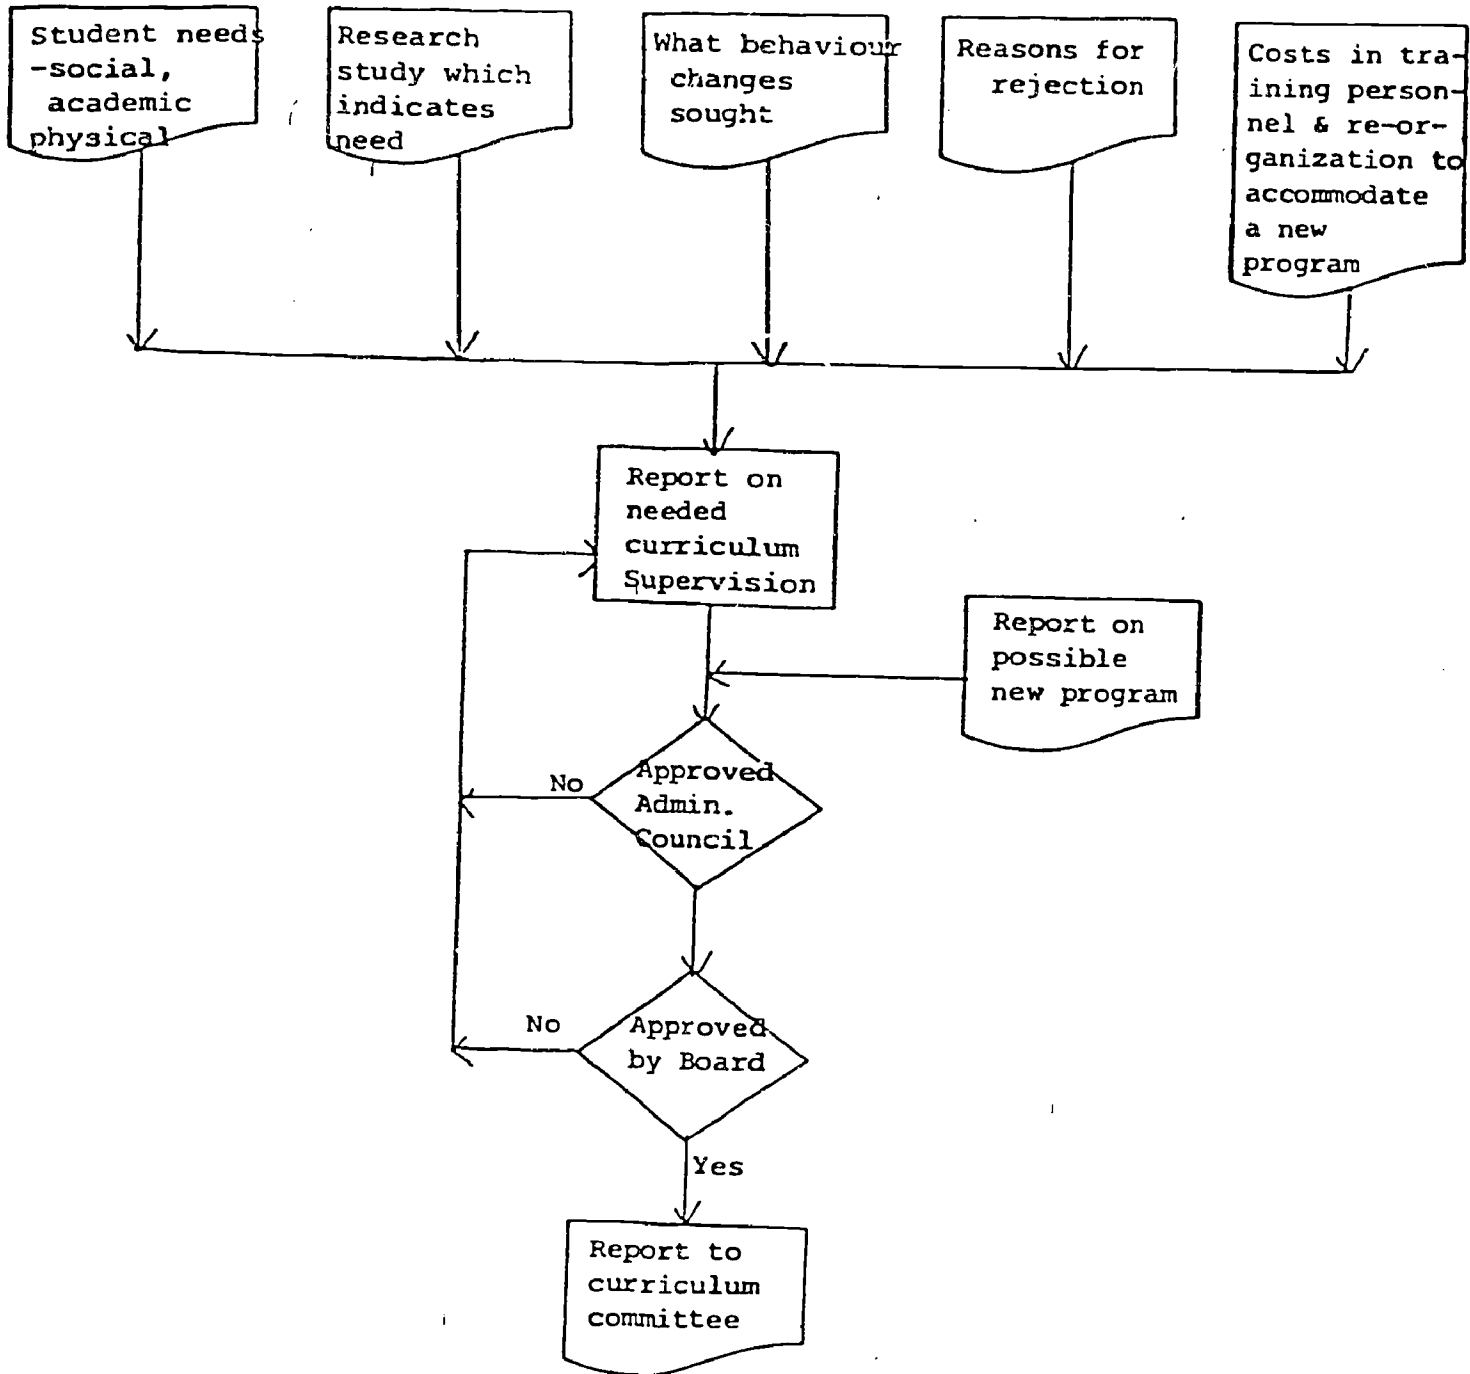 Student needs
-social,
academic
physical
Research
study which
indicates
need
What behaviour
changes
sought
Reasons for
rejection
Costs in tra-
ining person-
nel & re-or-
ganization to
accommodate
a new
program
Report on
needed
curriculum
Supervision
Report on
possible
new program
No
Approved
Admin.
Council
No
Approved
by Board
Yes
Report to
curriculum
committee